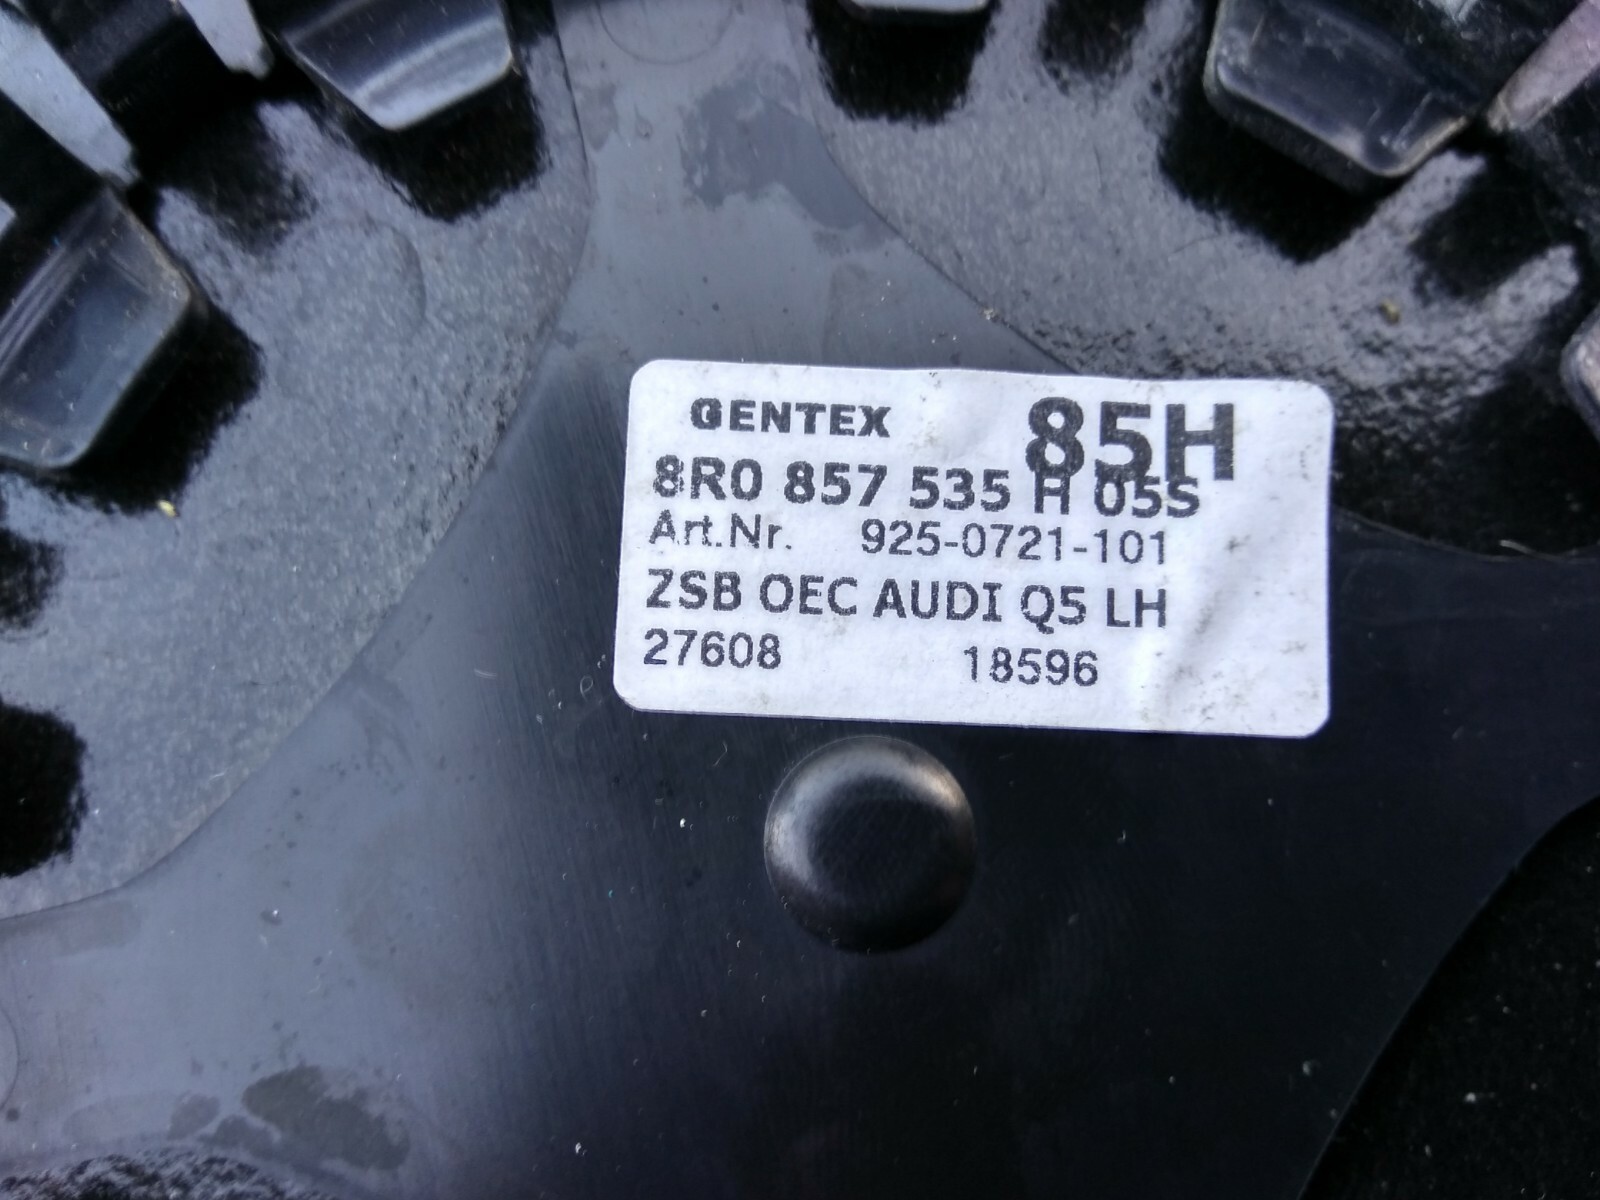 GENTEX 85H
8R0 857 535 H 05S
Art.Nr. 925-0721-101
ZSB OEC AUDI Q5 LH
27608 18596